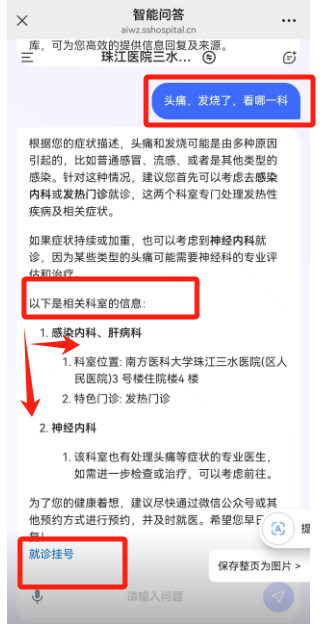 智能问答
aiwz.sshospital.cn
库，可为您高效的提供信息回复及来源。
珠江医院三水...
头痛，发烧了，看哪一科
根据您的症状描述，头痛和发烧可能是由多种原因
引起的，比如普通感冒、流感、或者是其他类型的
感染。针对这种情况，建议您首先可以考虑去感染
内科或发热门诊就诊，这两个科室专门处理发热性
疾病及相关症状。
如果症状持续或加重，也可以考虑到神经内科就
诊，因为某些类型的头痛可能需要神经科的专业评
估和治疗。
以下是相关科室的信息:
1. 感染内科、肝病科
1. 科室位置: 南方医科大学珠江三水医院(区人
民医院)3 号楼住院楼4 楼
2. 特色门诊: 发热门诊
2. 神经内科
1. 该科室也有处理头痛等症状的专业医生，
如需进一步检查或治疗，可以考虑前往。
为了您的健康着想，建议尽快通过微信公众号或其
他预约方式进行预约，并及时就医。希望您早日
就诊挂号
提
保存整页为图片 >
请输入问题